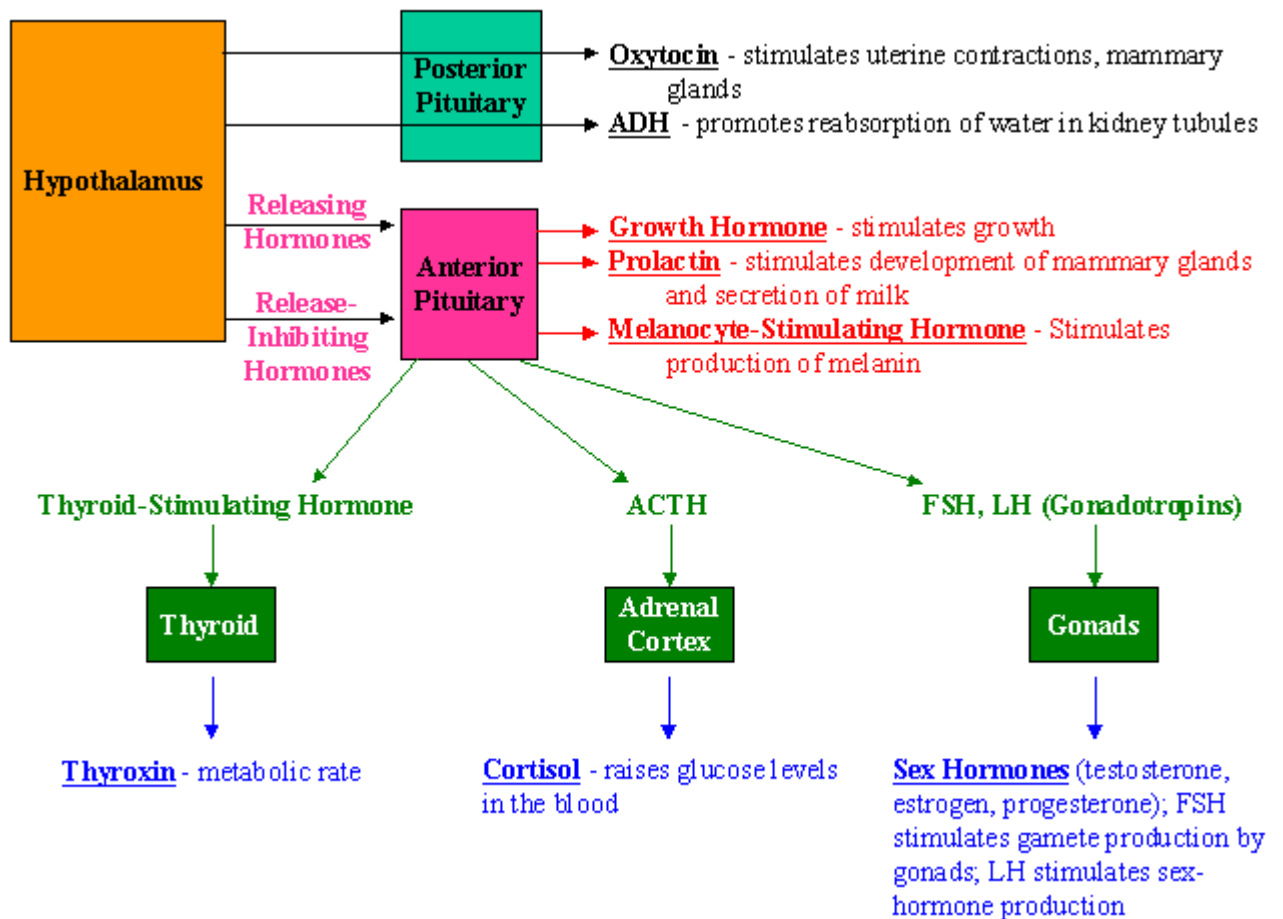 Hypothalamus
Posterior
Pituitary
Oxytocin - stimulates uterine contractions, mammary
glands
ADH - promotes reabsorption of water in kidney tubules
Releasing
Hormones
Release-
Inhibiting
Hormones
Anterior
Pituitary
Growth Hormone - stimulates growth
Prolactin - stimulates development of mammary glands
and secretion of milk
Melanocyte-Stimulating Hormone - Stimulates
production of melanin
Thyroid-Stimulating Hormone
ACTH
FSH, LH (Gonadotropins)
Thyroid
Adrenal
Cortex
Gonads
Thyroxin - metabolic rate
Cortisol - raises glucose levels
in the blood
Sex Hormones (testosterone,
estrogen, progesterone); FSH
stimulates gamete production by
gonads; LH stimulates sex-
hormone production